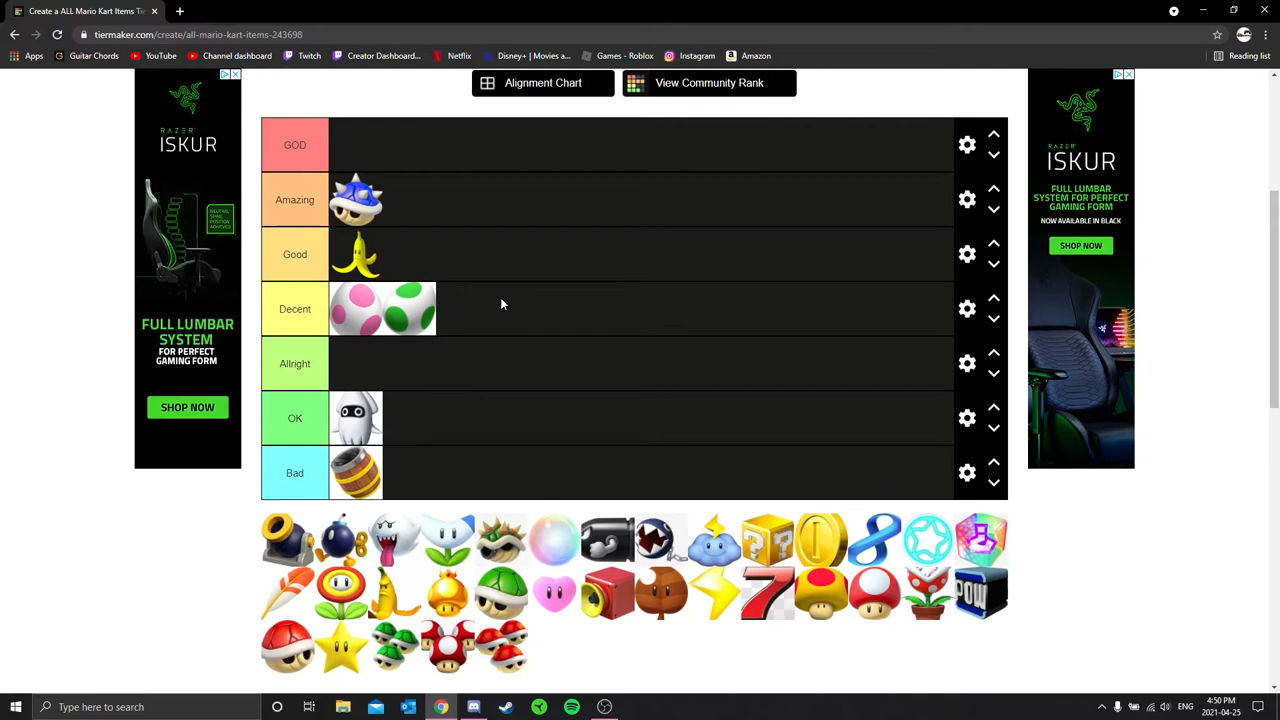 Create a All Mario Kart Items Tie
tiermaker.com/create/all-mario-kart-items-243698
Apps
Guitar Chords
YouTube
Channel dashboard
Twitch
Creator Dashboard...
Netflix
Disney+ | Movies a...
Games - Roblox
Instagram
Amazon
Reading list
Alignment Chart
View Community Rank
RAZER
ISKUR
FULL LUMBAR
SYSTEM
FOR PERFECT
GAMING FORM
SHOP NOW
GOD
Amazing
Good
Decent
Allright
OK
Bad
RAZER
ISKUR
FULL LUMBAR
SYSTEM FOR PERFECT
GAMING FORM
NOW AVAILABLE IN BLACK
SHOP NOW
? ?
8
7
POW
Type here to search
ENG
4:50 PM
2021-04-25